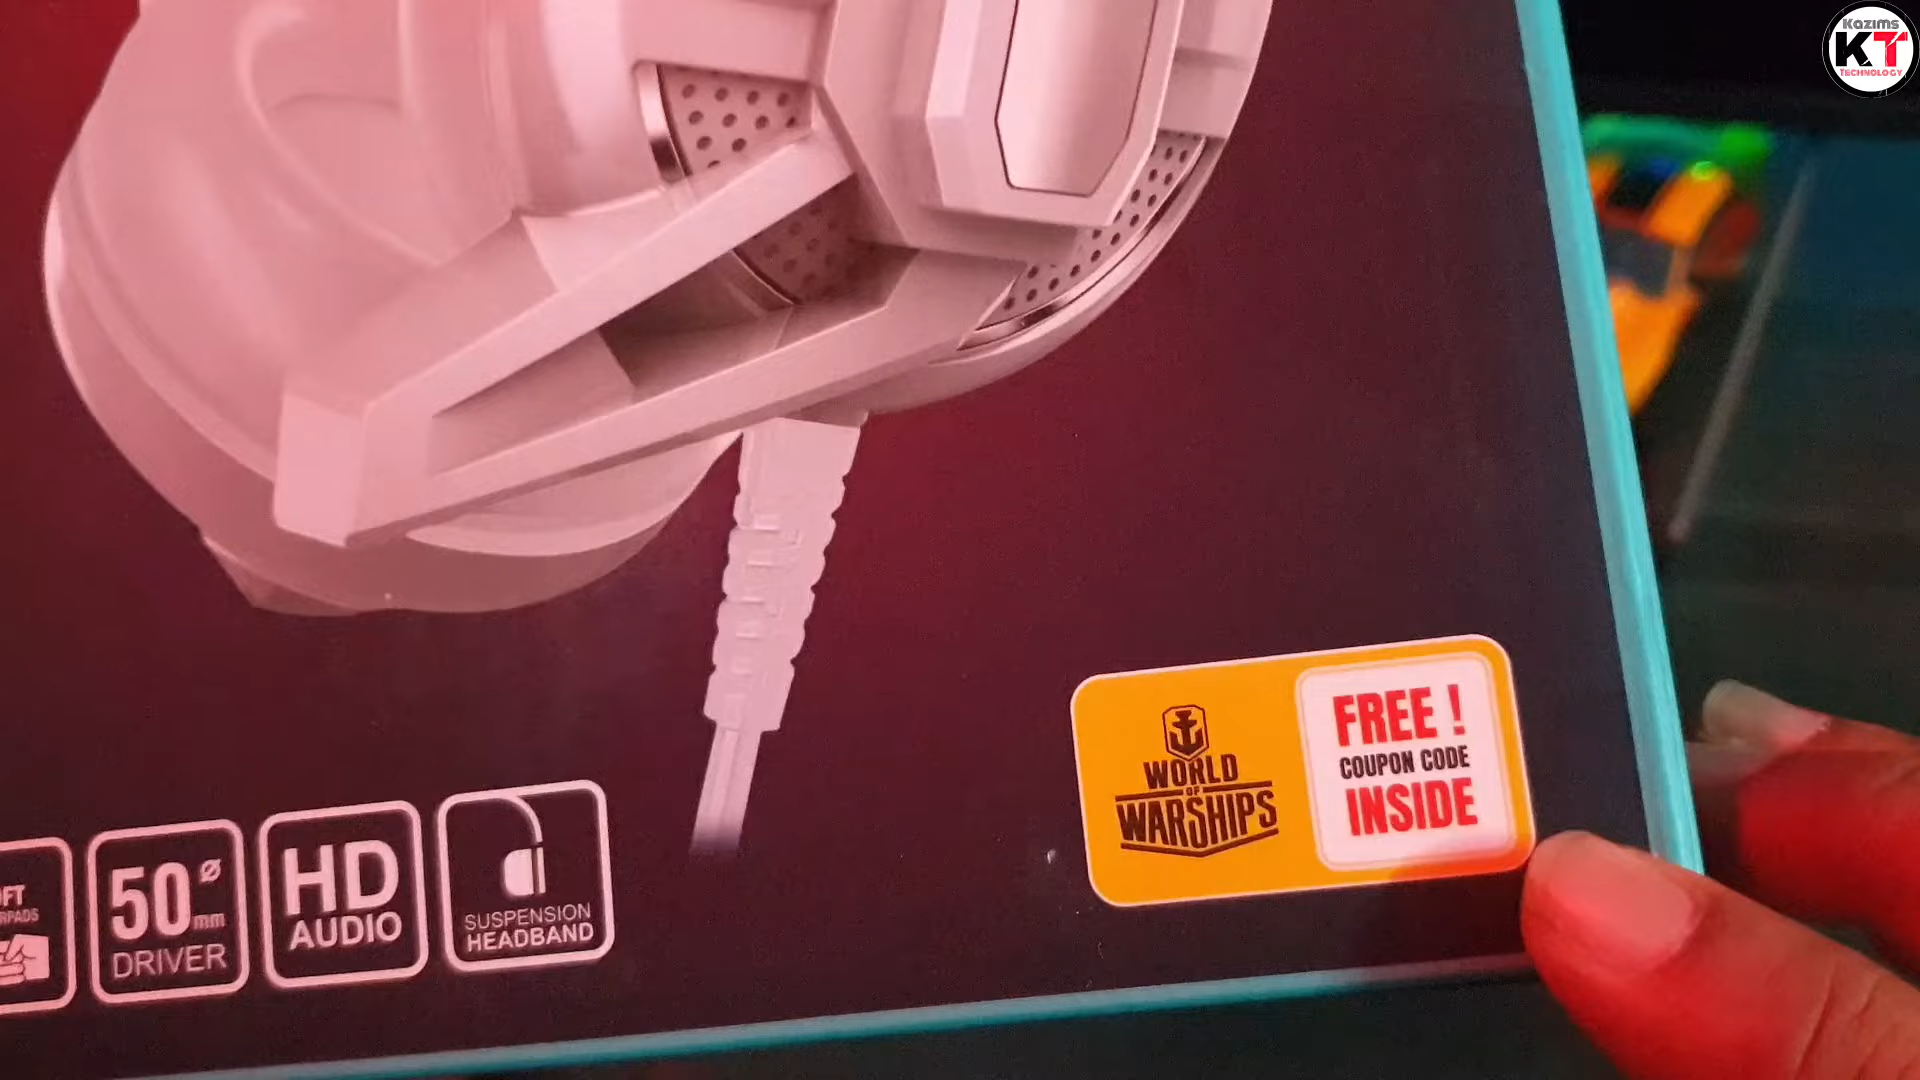 Kazims
KT
TECHNOLOGY
WORLD
OF
WARSHIPS
FREE !
COUPON CODE
INSIDE
50 ø
mm
DRIVER
HD
AUDIO
SUSPENSION
HEADBAND